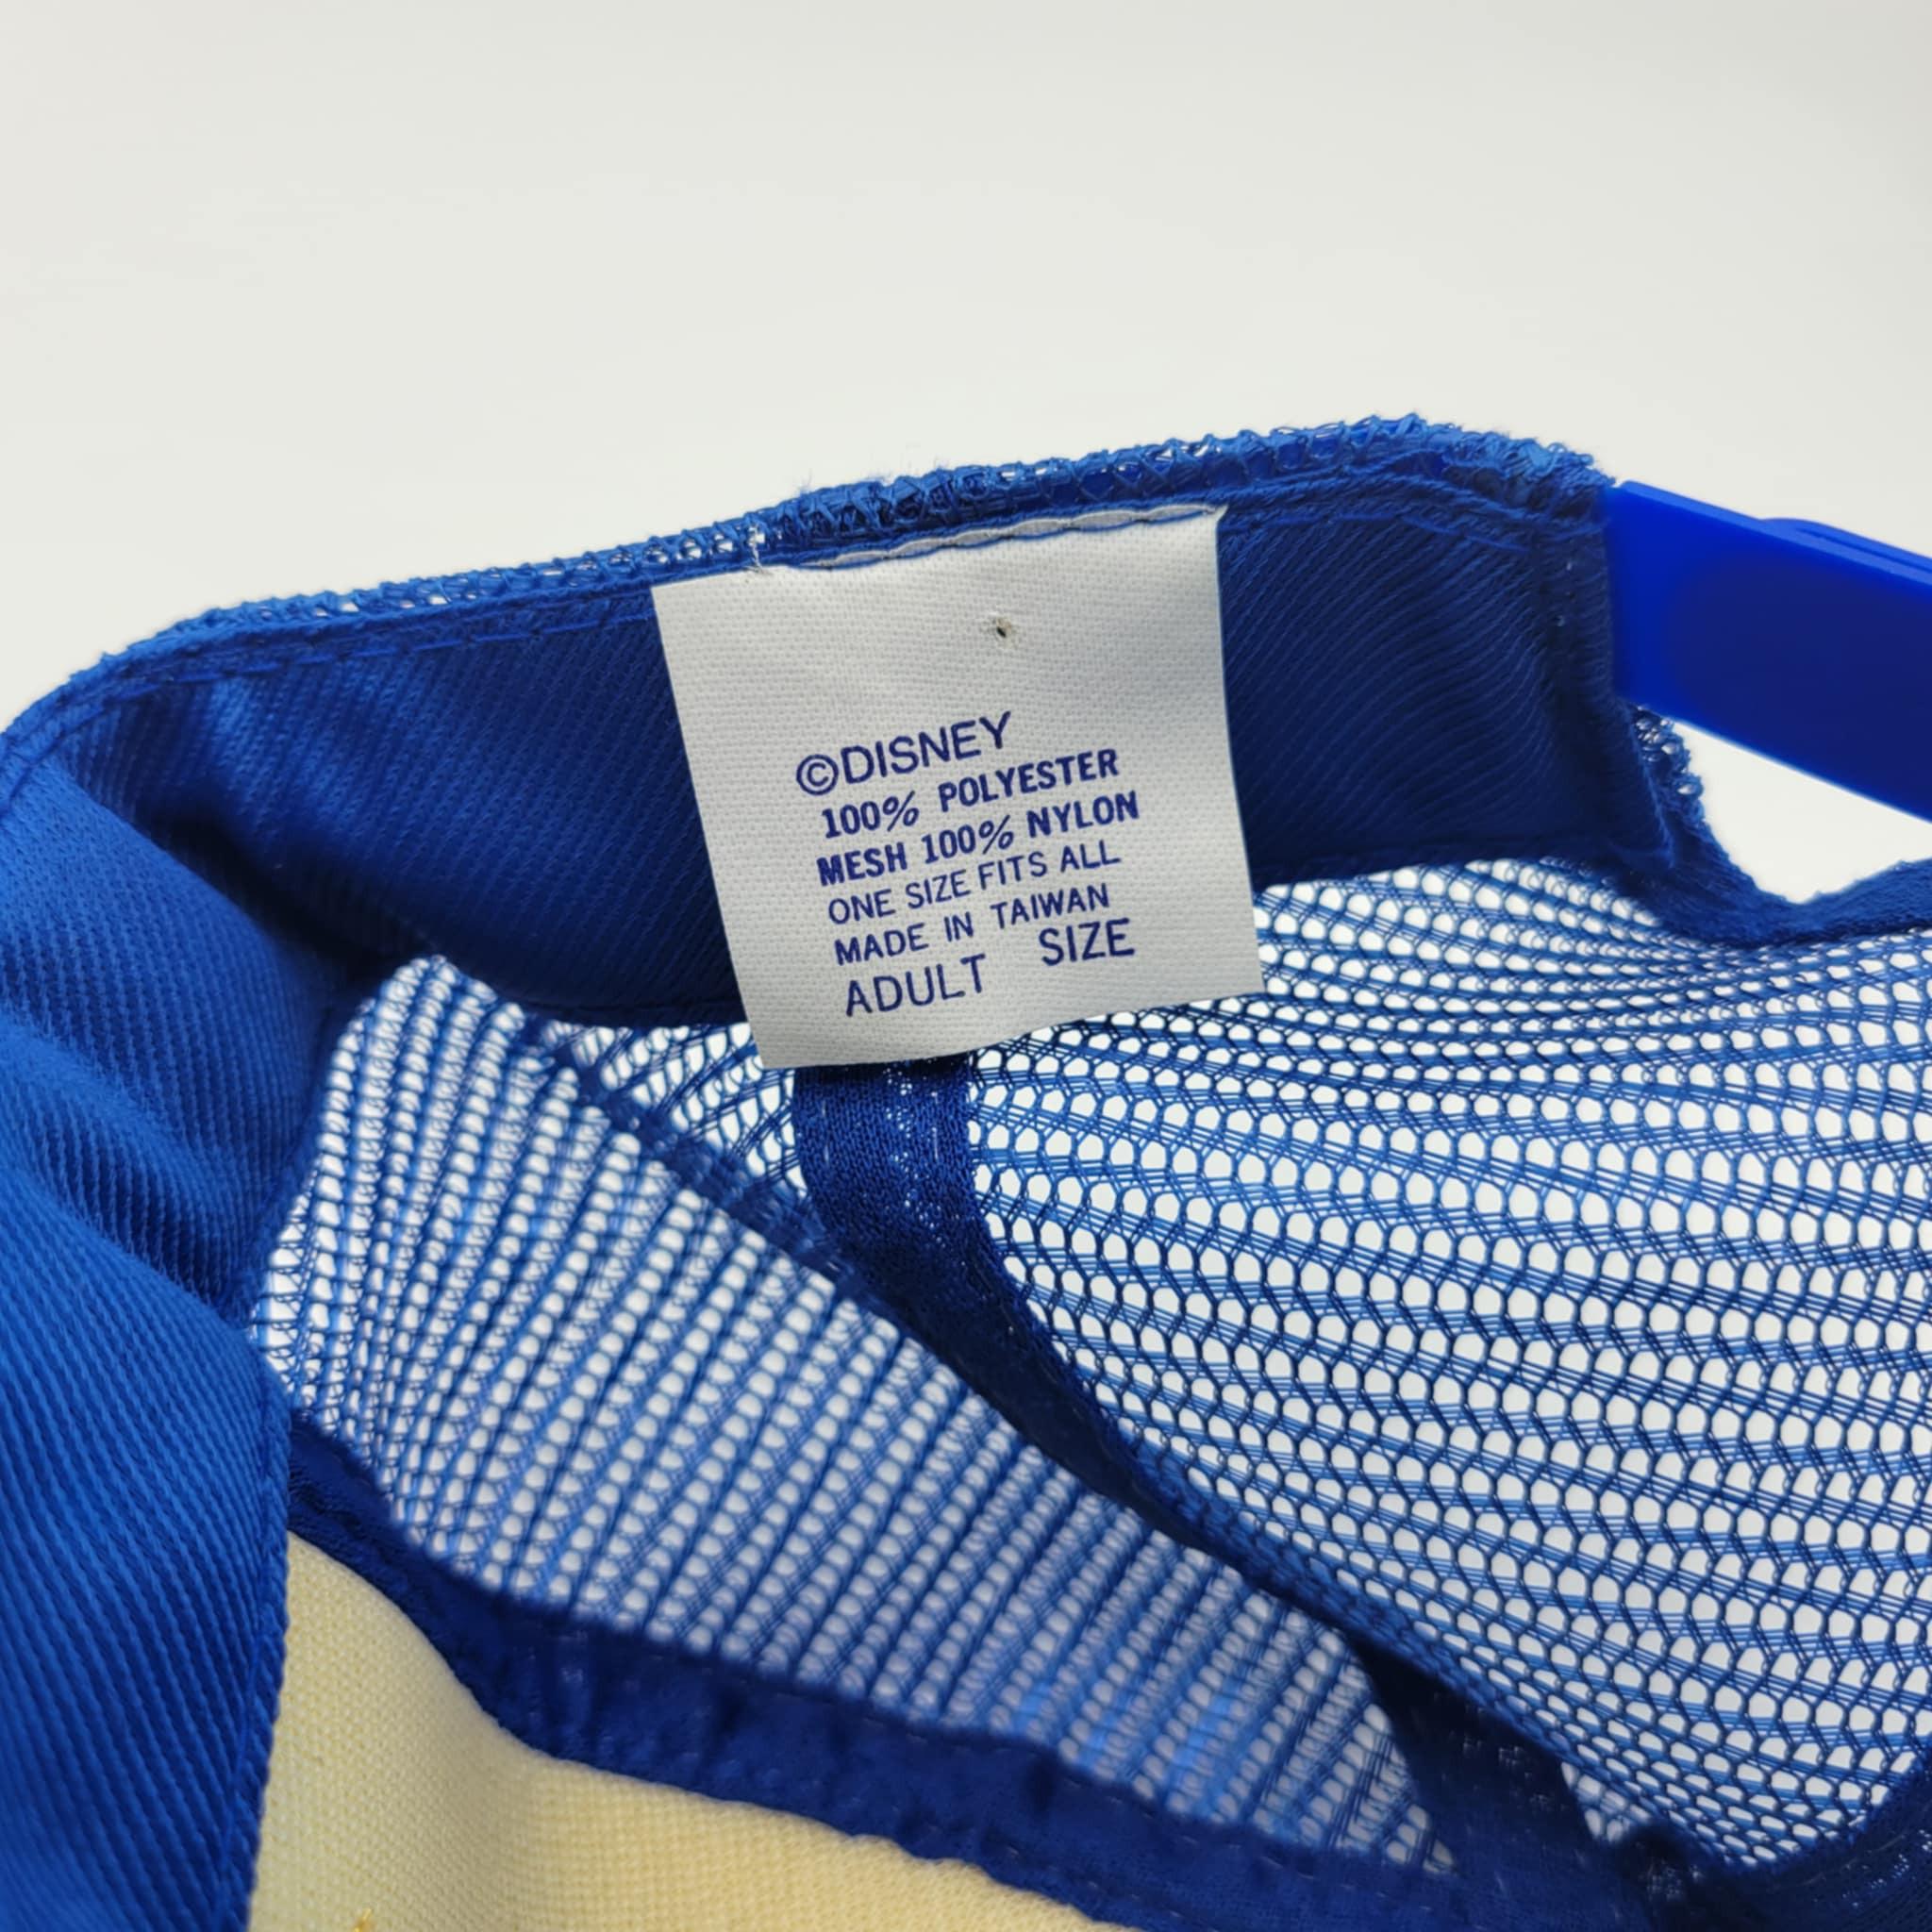 ©DISNEY
100% POLYESTER
MESH 100% NYLON
ONE SIZE FITS ALL
MADE IN TAIWAN
ADULT SIZE